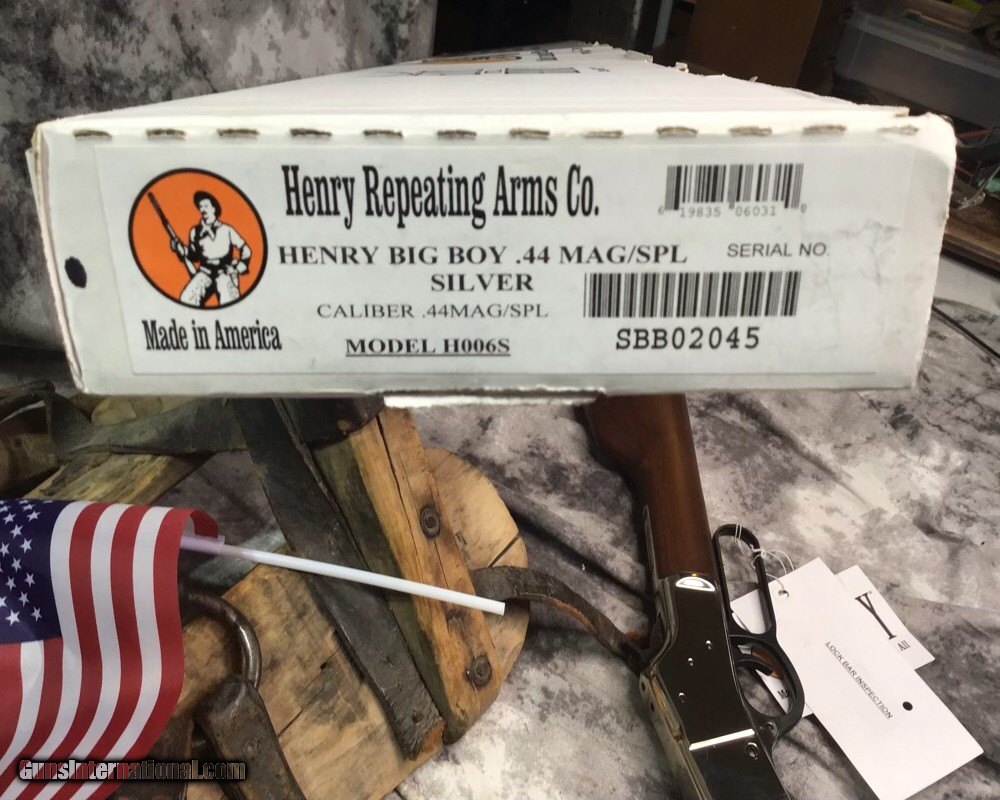 Henry Repeating Arms Co.
6 19835 06031 0
HENRY BIG BOY .44 MAG/SPL
SERIAL NO.
SILVER
CALIBER .44MAG/SPL
Made in America
MODEL H006S
SBB02045
Y
All
LOCK BAR INSPECTION
GunsInternational.com